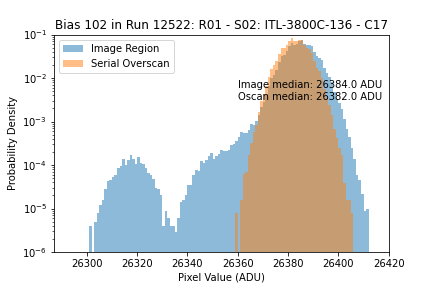 Bias 102 in Run 12522: R01 - S02: ITL-3800C-136 - C17
Image Region
Serial Overscan
Image median: 26384.0 ADU
Oscan median: 26382.0 ADU
Probability Density
10⁻¹
10⁻²
10⁻³
10⁻⁴
10⁻⁵
10⁻⁶
26300 26320 26340 26360 26380 26400 26420
Pixel Value (ADU)